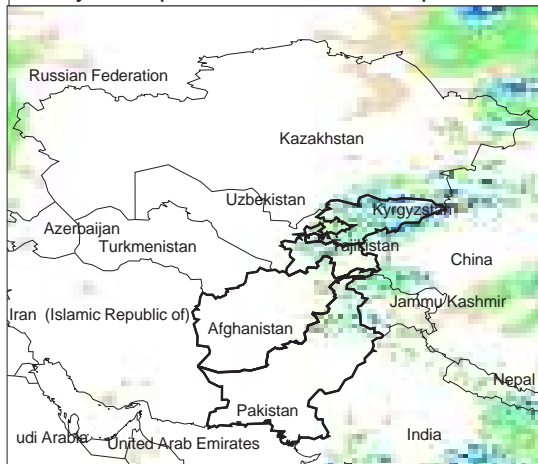 Russian Federation
Kazakhstan
Uzbekistan
Kyrgyzstan
Azerbaijan
Turkmenistan
Tajikistan
China
Jammu Kashmir
Iran (Islamic Republic of)
Afghanistan
Nepal
Pakistan
India
udi Arabia
United Arab Emirates